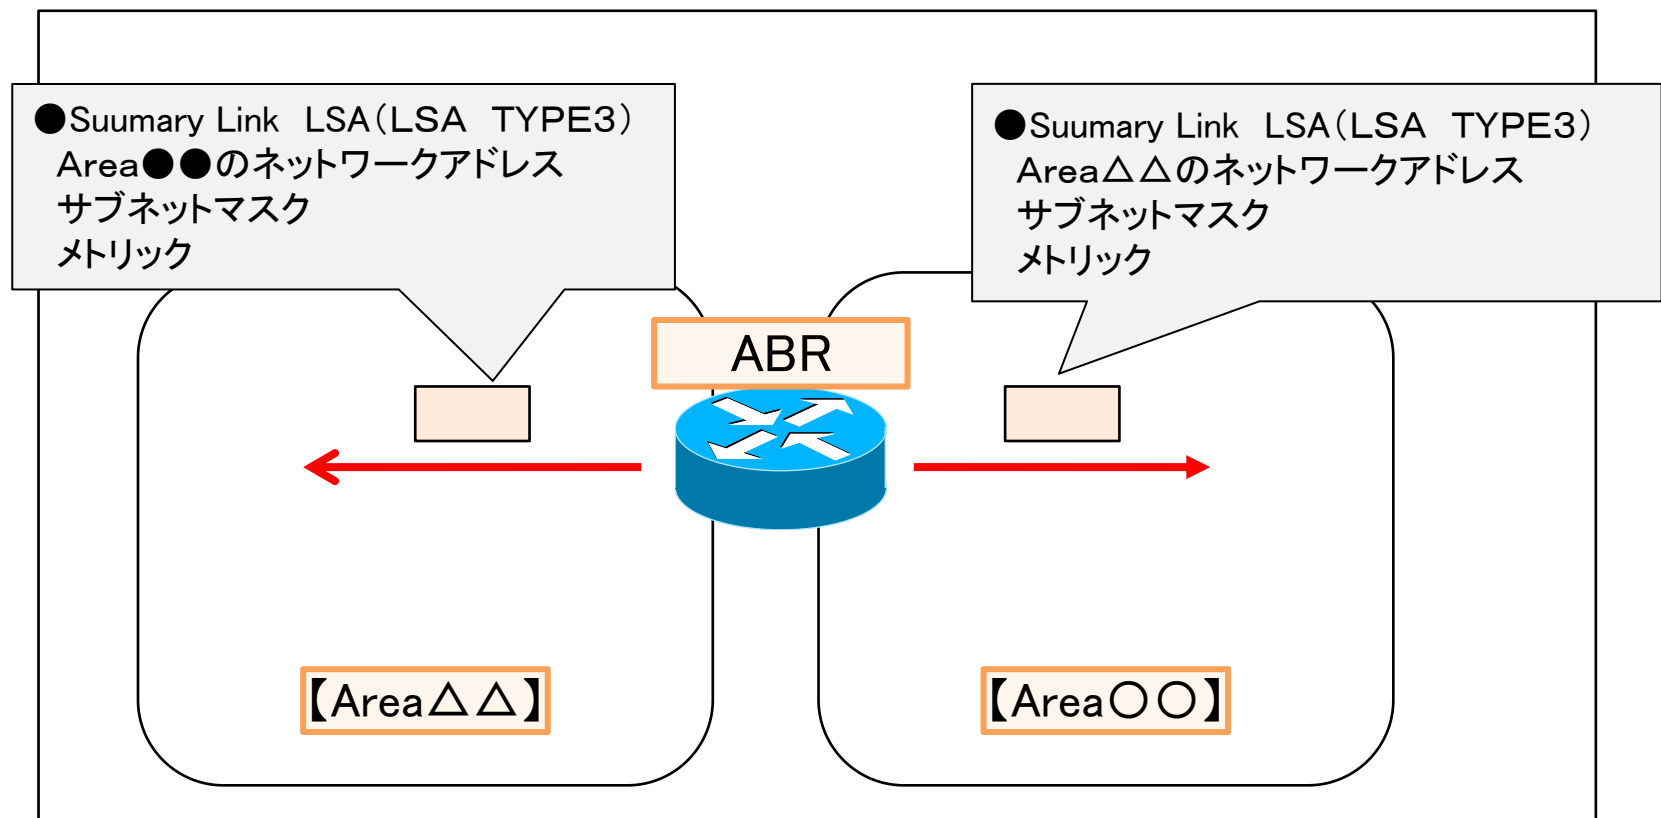 ●Suumary Link　LSA（LSA　TYPE3）
Area●●のネットワークアドレス
サブネットマスク
メトリック
●Suumary Link　LSA（LSA　TYPE3）
Area△△のネットワークアドレス
サブネットマスク
メトリック
ABR
【Area△△】
【Area○○】